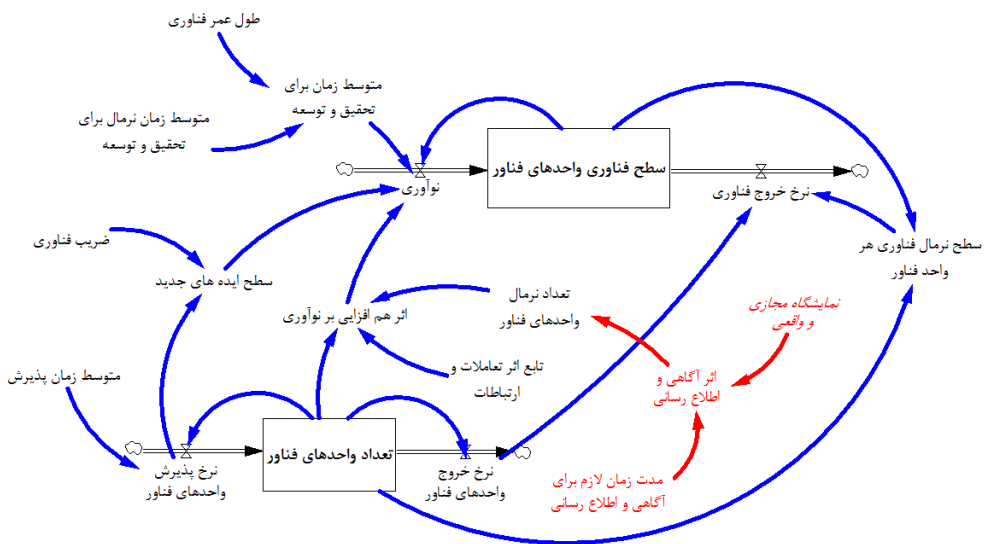 طول عمر فناوری
متوسط زمان برای
تحقیق و توسعه
متوسط زمان نرمال برای
تحقیق و توسعه
سطح فناوری واحدهای فناور
نوآوری
نرخ خروج فناوری
ضریب فناوری
سطح نرمال فناوری هر
واحد فناور
سطح ایده های جدید
تعداد نرمال
واحدهای فناور
نمایشگاه مجازی
و واقعی
اثر هم افزایی بر نوآوری
تابع اثر تعاملات و
ارتباطات
اثر آگاهی و
اطلاع رسانی
متوسط زمان پذیرش
تعداد واحدهای فناور
نرخ پذیرش
واحدهای فناور
نرخ خروج
واحدهای فناور
مدت زمان لازم برای
آگاهی و اطلاع رسانی